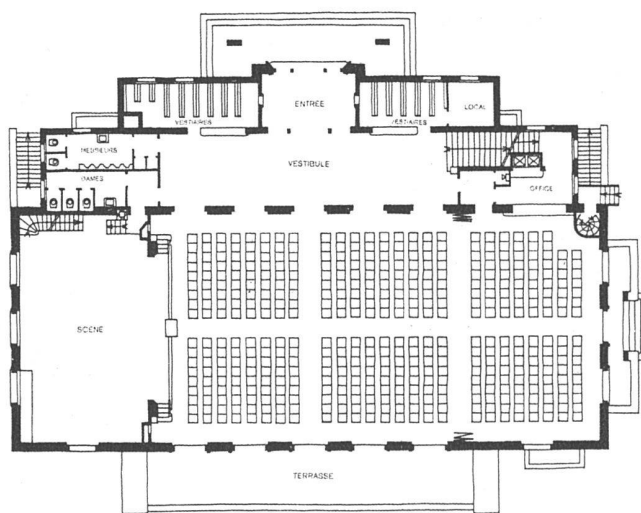 ENTRÉE
LOCAL
VESTIAIRES
VESTIAIRES
MESSIEURS
VESTIBULE
DAMES
OFFICE
SCÈNE
TERRASSE